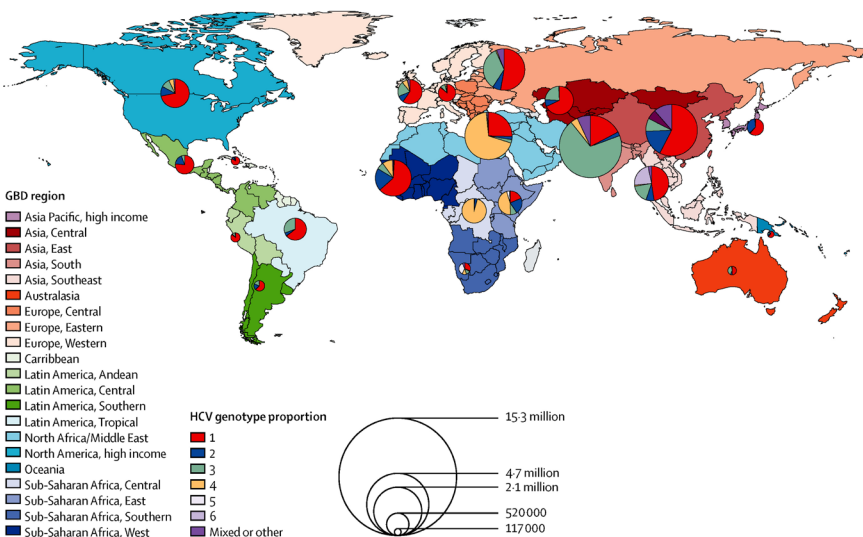 GBD region
Asia Pacific, high income
Asia, Central
Asia, East
Asia, South
Asia, Southeast
Australasia
Europe, Central
Europe, Eastern
Europe, Western
Carribbean
Latin America, Andean
Latin America, Central
Latin America, Southern
Latin America, Tropical
North Africa/Middle East
North America, high income
Oceania
Sub-Saharan Africa, Central
Sub-Saharan Africa, East
Sub-Saharan Africa, Southern
Sub-Saharan Africa, West
HCV genotype proportion
1
2
3
4
5
6
Mixed or other
15·3 million
4·7 million
2·1 million
520 000
117 000